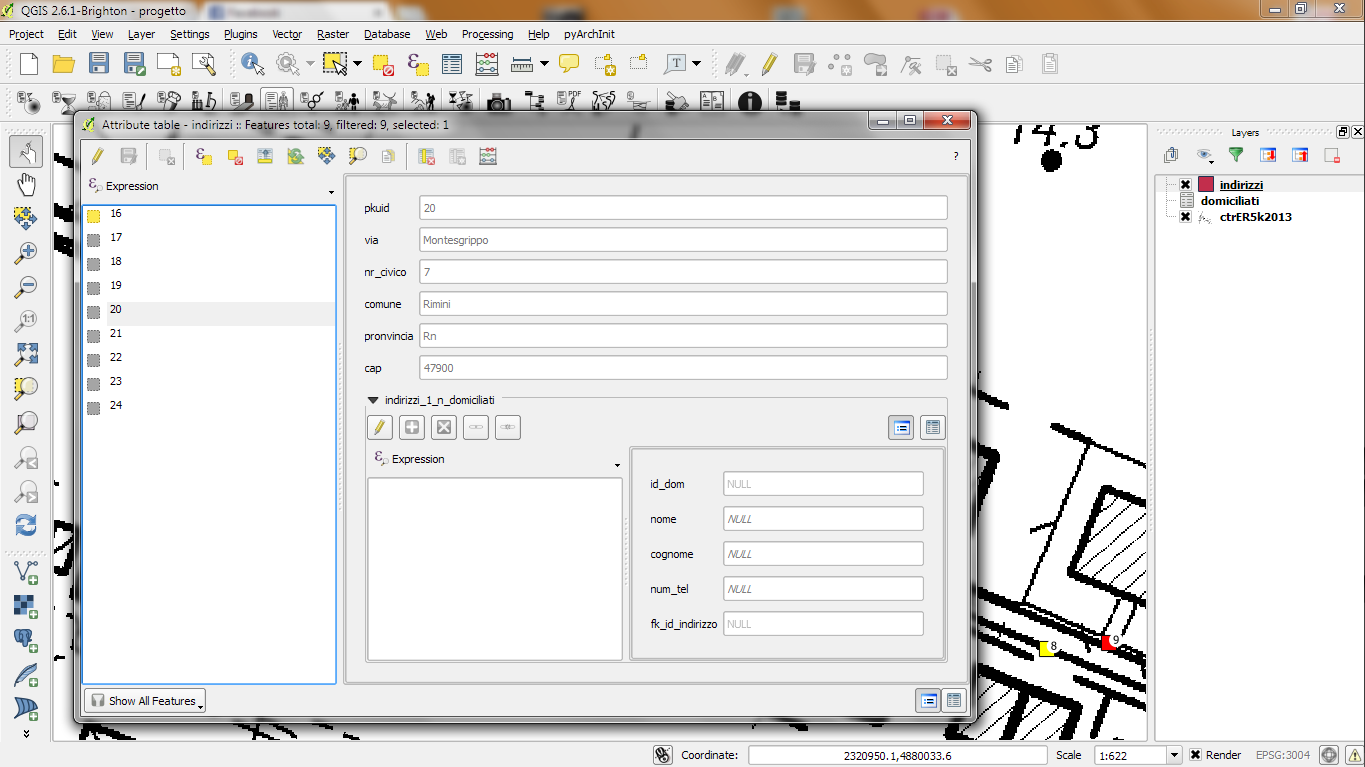 QGIS 2.6.1-Brighton - progetto
Facebook
Project Edit View Layer Settings Plugins Vector Raster Database Web Processing Help pyArchInit
Attribute table - indirizzi :: Features total: 9, filtered: 9, selected: 1
?
Expression
16
17
18
19
20
21
22
23
24
pkuid 20
via Montesgrippo
nr_civico 7
comune Rimini
pronvincia Rn
cap 47900
indirizzi_1_n_domiciliati
Expression
id_dom NULL
nome NULL
cognome NULL
num_tel NULL
fk_id_indirizzo NULL
Show All Features
14.3
8
9
Layers
indirizzi
domiciliati
ctrER5k2013
Coordinate: 2320950.1,4880033.6 Scale 1:622 Render EPSG:3004